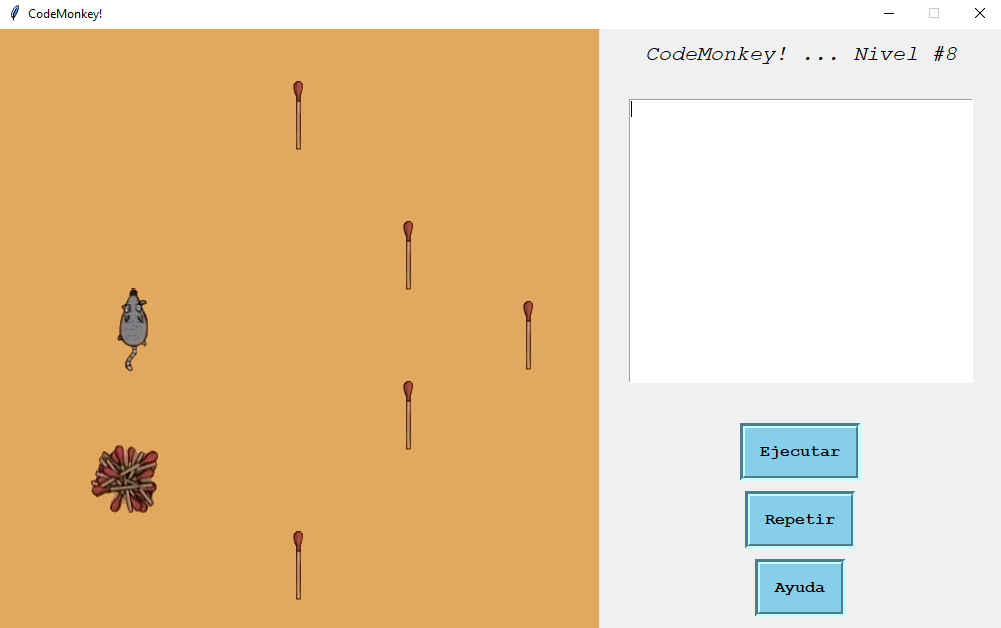 CodeMonkey!
CodeMonkey! ... Nivel #8
Ejecutar
Repetir
Ayuda